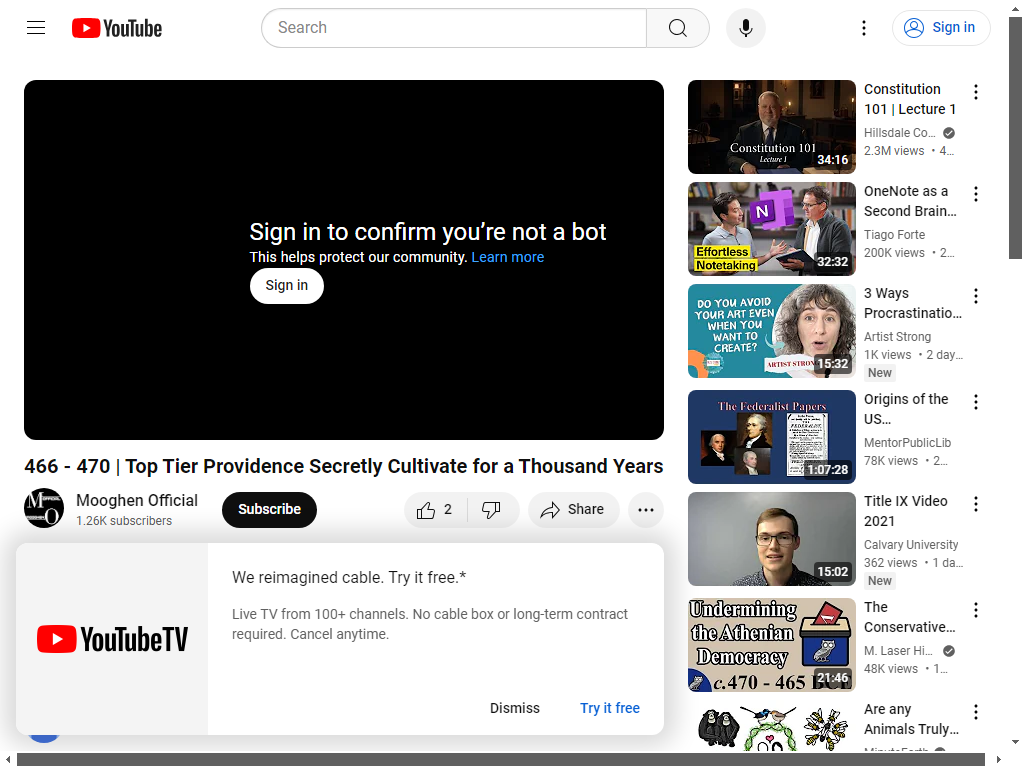 YouTube
Search
Sign in
Sign in to confirm you're not a bot
This helps protect our community. Learn more
Sign in
466 - 470 | Top Tier Providence Secretly Cultivate for a Thousand Years
Mooghen Official
1.26K subscribers
Subscribe
2
Share
YouTubeTV
We reimagined cable. Try it free.*
Live TV from 100+ channels. No cable box or long-term contract
required. Cancel anytime.
Dismiss
Try it free
Constitution 101
Lecture 1
34:16
Constitution
101 | Lecture 1
Hillsdale Co...
2.3M views • 4...
N
Effortless
Notetaking
32:32
OneNote as a
Second Brain...
Tiago Forte
200K views • 2...
DO YOU AVOID
YOUR ART EVEN
WHEN YOU
WANT TO
CREATE?
ARTIST STRON
15:32
3 Ways
Procrastinatio...
Artist Strong
1K views • 2 day...
New
The Federalist Papers
1:07:28
Origins of the
US...
MentorPublicLib
78K views • 2...
15:02
Title IX Video
2021
Calvary University
362 views • 1 da...
New
Undermining
the Athenian
Democracy
c.470 - 465 BCE
21:46
The
Conservative...
M. Laser Hi...
48K views • 1...
Are any
Animals Truly...
MinuteEarth